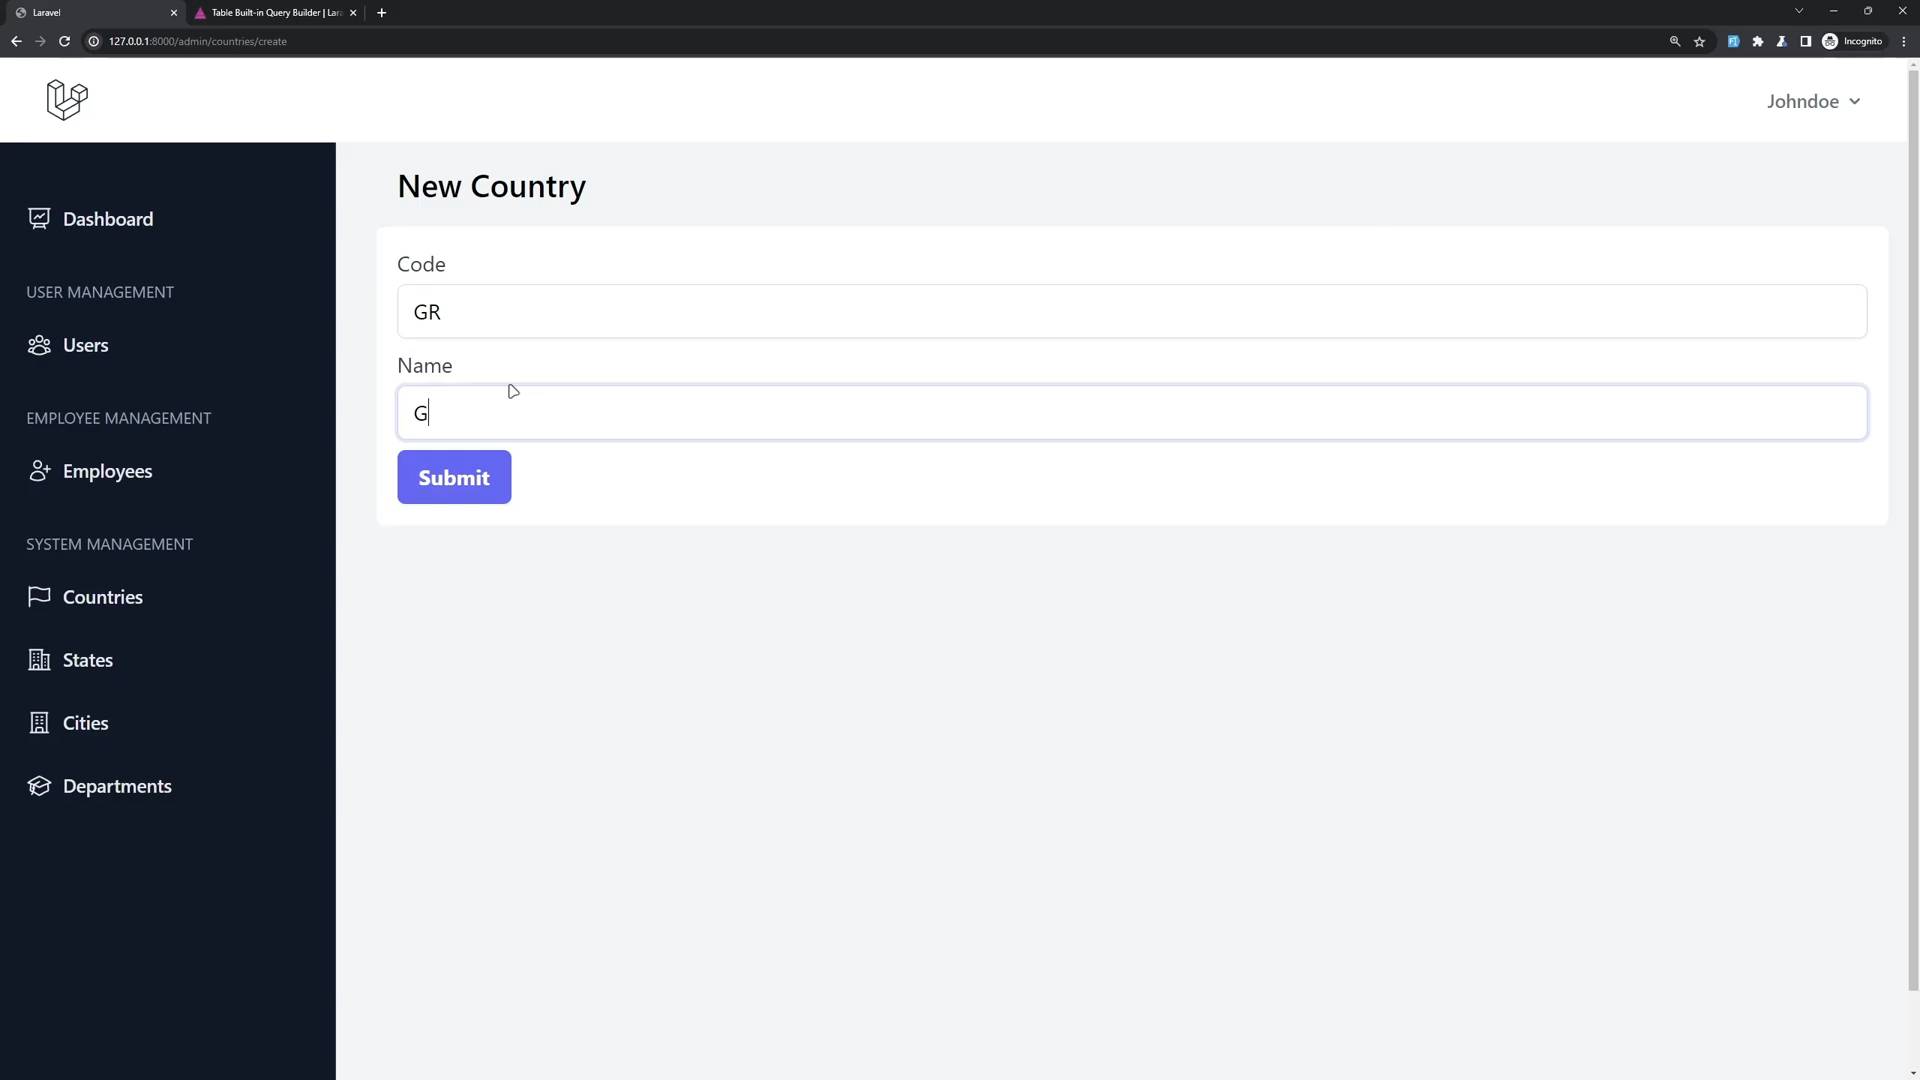 Laravel
Table Built-in Query Builder | Lar
127.0.0.1:8000/admin/countries/create
Incognito
Johndoe
Dashboard
USER MANAGEMENT
Users
EMPLOYEE MANAGEMENT
Employees
SYSTEM MANAGEMENT
Countries
States
Cities
Departments
New Country
Code
GR
Name
G
Submit